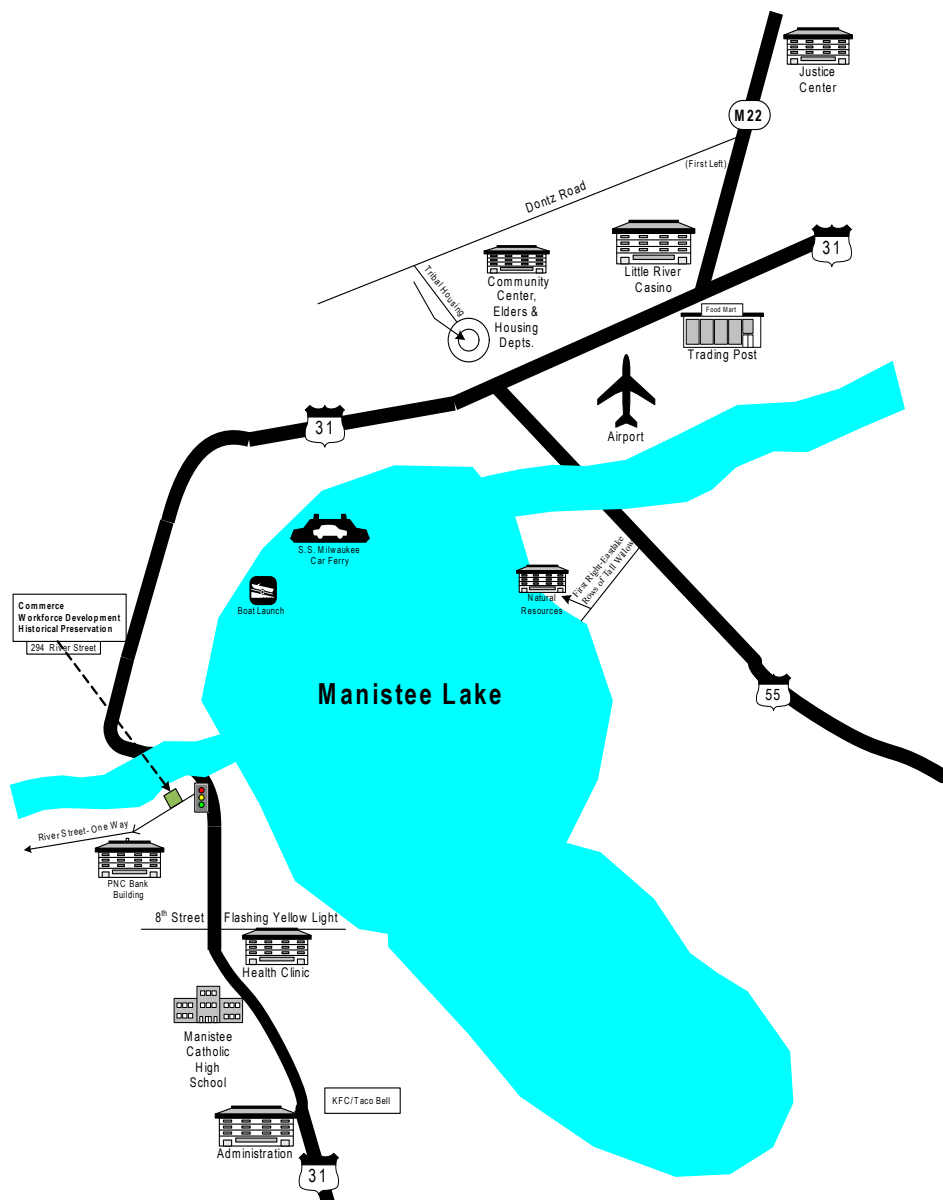 Justice
Center
M22
(First Left)
Dontz Road
31
Little River
Casino
Community
Center,
Elders &
Housing
Depts.
Tribal Housing
Food Mart
Trading Post
Airport
31
S.S. Milwaukee
Car Ferry
First Right-Eastlake
Rows of Tall Willow
Natural
Resources
Boat Launch
Commerce
Workforce Development
Historical Preservation
294 River Street
Manistee Lake
55
River Street- One Way
PNC Bank
Building
8th Street
Flashing Yellow Light
Health Clinic
Manistee
Catholic
High
School
KFC/Taco Bell
Administration
31